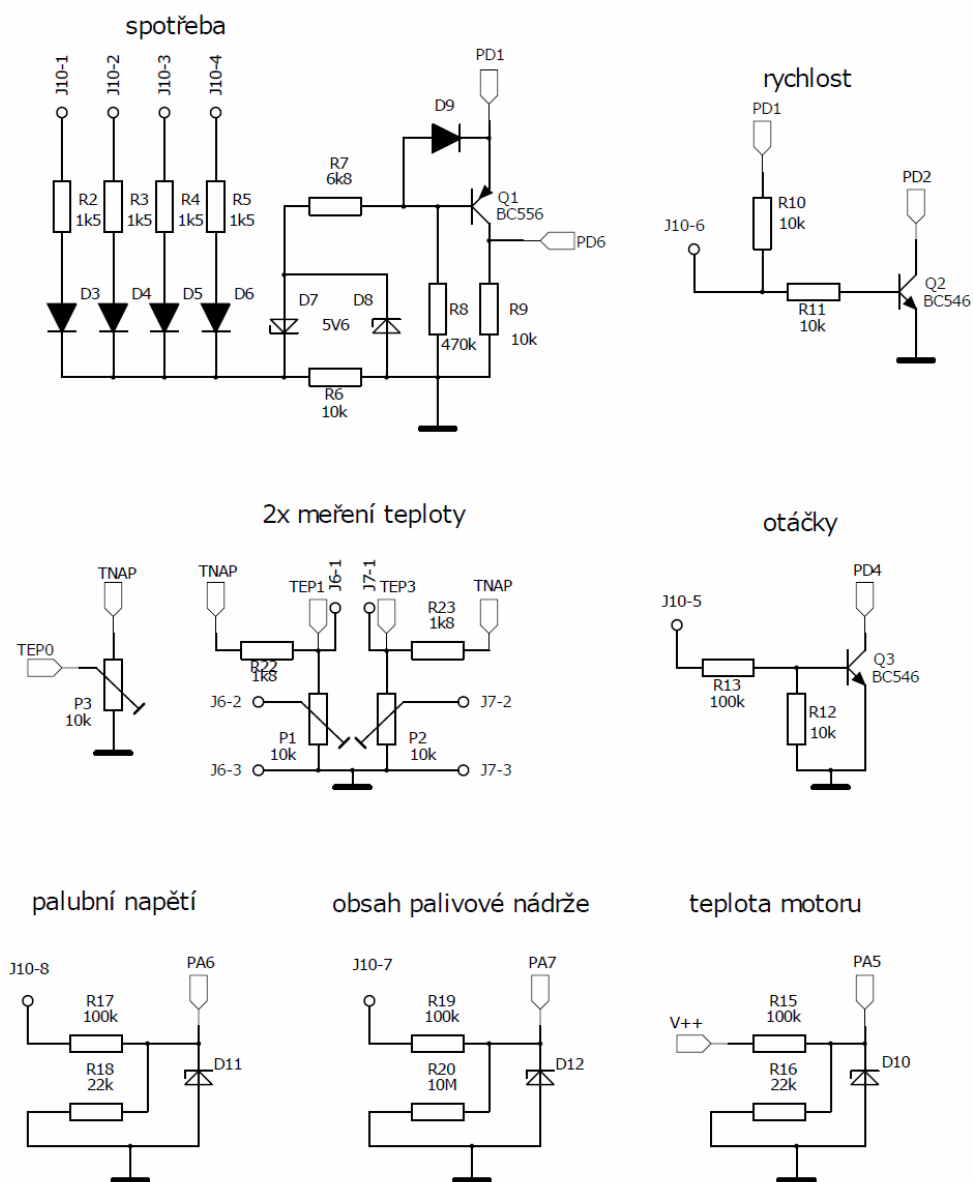 spotřeba
J10-1
J10-2
J10-3
J10-4
R2
1k5
R3
1k5
R4
1k5
R5
1k5
D3
D4
D5
D6
R7
6k8
D9
PD1
Q1
BC556
PD6
D7
5V6
D8
R8
470k
R9
10k
R6
10k
rychlost
PD1
R10
10k
J10-6
R11
10k
PD2
Q2
BC546
2x meření teploty
TNAP
TEP0
P3
10k
TNAP
R22
1k8
TEP1
J6-1
J7-1
TEP3
R23
1k8
TNAP
J6-2
P1
10k
P2
10k
J7-2
J6-3
J7-3
otáčky
J10-5
R13
100k
R12
10k
PD4
Q3
BC546
palubní napětí
J10-8
R17
100k
R18
22k
PA6
D11
obsah palivové nádrže
J10-7
R19
100k
R20
10M
PA7
D12
teplota motoru
V++
R15
100k
R16
22k
PA5
D10